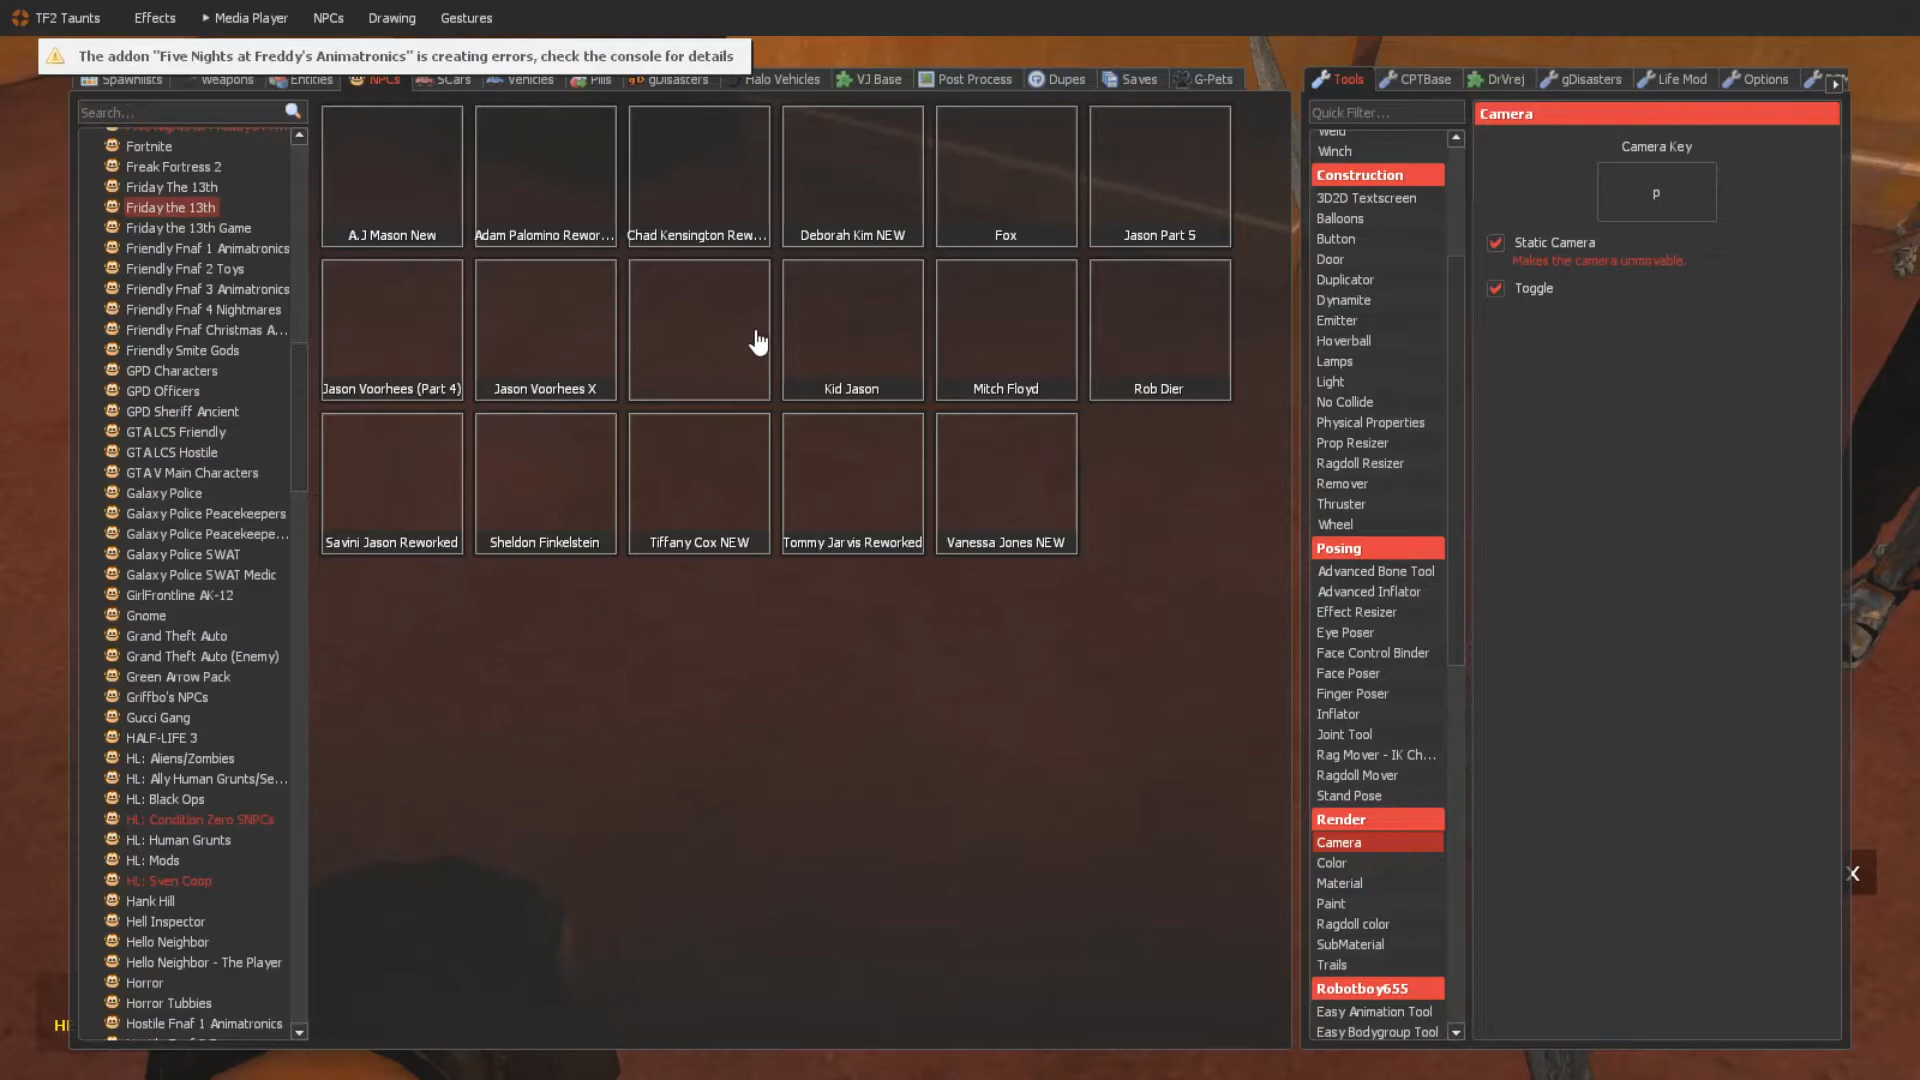 TF2 Taunts
Effects
Media Player
NPCs
Drawing
Gestures
The addon "Five Nights at Freddy's Animatronics" is creating errors, check the console for details
Spawnlists
Weapons
Entities
NPCs
SCars
Vehicles
Pills
gDisasters
Halo Vehicles
VJ Base
Post Process
Dupes
Saves
G-Pets
Search...
Fortnite
Freak Fortress 2
Friday The 13th
Friday the 13th
Friday the 13th Game
Friendly Fnaf 1 Animatronics
Friendly Fnaf 2 Toys
Friendly Fnaf 3 Animatronics
Friendly Fnaf 4 Nightmares
Friendly Fnaf Christmas A...
Friendly Smite Gods
GPD Characters
GPD Officers
GPD Sheriff Ancient
GTA LCS Friendly
GTA LCS Hostile
GTA V Main Characters
Galaxy Police
Galaxy Police Peacekeepers
Galaxy Police Peacekeepe...
Galaxy Police SWAT
Galaxy Police SWAT Medic
GirlFrontline AK-12
Gnome
Grand Theft Auto
Grand Theft Auto (Enemy)
Green Arrow Pack
Griffbo's NPCs
Gucci Gang
HALF-LIFE 3
HL: Aliens/Zombies
HL: Ally Human Grunts/Se...
HL: Black Ops
HL: Condition Zero SNPCs
HL: Human Grunts
HL: Mods
HL: Sven Coop
Hank Hill
Hell Inspector
Hello Neighbor
Hello Neighbor - The Player
Horror
Horror Tubbies
Hostile Fnaf 1 Animatronics
A.J Mason New
Adam Palomino Rewor...
Chad Kensington Rew...
Deborah Kim NEW
Fox
Jason Part 5
Jason Voorhees (Part 4)
Jason Voorhees X
Kid Jason
Mitch Floyd
Rob Dier
Savini Jason Reworked
Sheldon Finkelstein
Tiffany Cox NEW
Tommy Jarvis Reworked
Vanessa Jones NEW
Tools
CPTBase
DrVrej
gDisasters
Life Mod
Options
Quick Filter...
Weld
Winch
Construction
3D2D Textscreen
Balloons
Button
Door
Duplicator
Dynamite
Emitter
Hoverball
Lamps
Light
No Collide
Physical Properties
Prop Resizer
Ragdoll Resizer
Remover
Thruster
Wheel
Posing
Advanced Bone Tool
Advanced Inflator
Effect Resizer
Eye Poser
Face Control Binder
Face Poser
Finger Poser
Inflator
Joint Tool
Rag Mover - IK Ch...
Ragdoll Mover
Stand Pose
Render
Camera
Color
Material
Paint
Ragdoll color
SubMaterial
Trails
Robotboy655
Easy Animation Tool
Easy Bodygroup Tool
Camera
Camera Key
p
Static Camera
Makes the camera unmovable.
Toggle
X